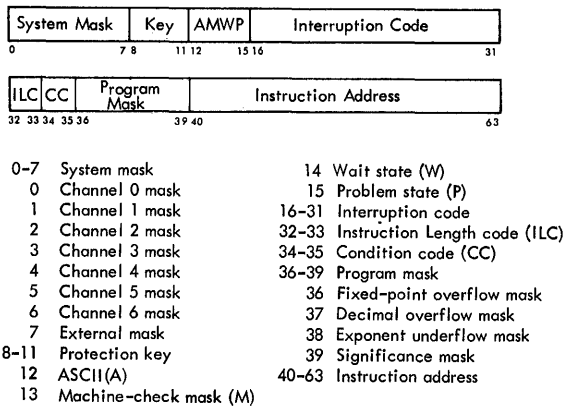 System Mask Key AMWP Interruption Code
0 7 8 11 12 15 16 31
ILC CC Program Mask Instruction Address
32 33 34 35 36 39 40 63
0-7 System mask
0 Channel 0 mask
1 Channel 1 mask
2 Channel 2 mask
3 Channel 3 mask
4 Channel 4 mask
5 Channel 5 mask
6 Channel 6 mask
7 External mask
8-11 Protection key
12 ASCII(A)
13 Machine-check mask (M)
14 Wait state (W)
15 Problem state (P)
16-31 Interruption code
32-33 Instruction Length code (ILC)
34-35 Condition code (CC)
36-39 Program mask
36 Fixed-point overflow mask
37 Decimal overflow mask
38 Exponent underflow mask
39 Significance mask
40-63 Instruction address